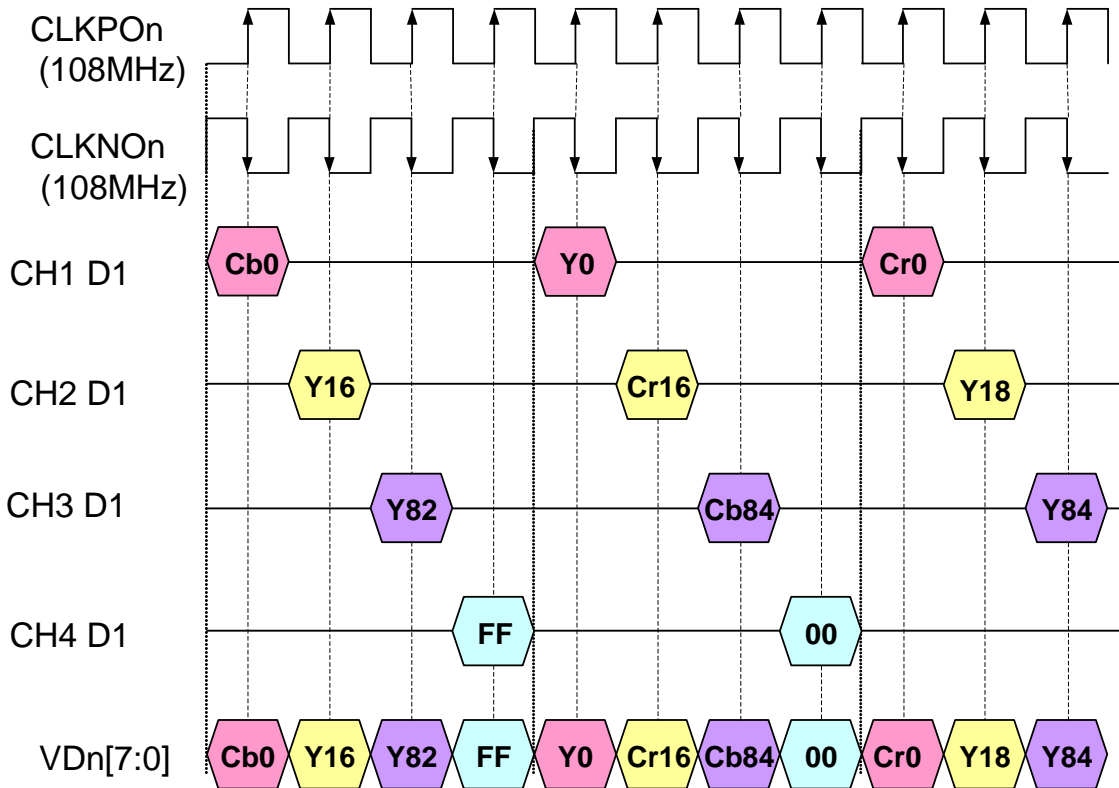 CLKPOn
(108MHz)
CLKNOn
(108MHz)
CH1 D1
Cb0 Y0 Cr0
CH2 D1
Y16 Cr16 Y18
CH3 D1
Y82 Cb84 Y84
CH4 D1
FF 00
VDn[7:0]
Cb0 Y16 Y82 FF Y0 Cr16 Cb84 00 Cr0 Y18 Y84